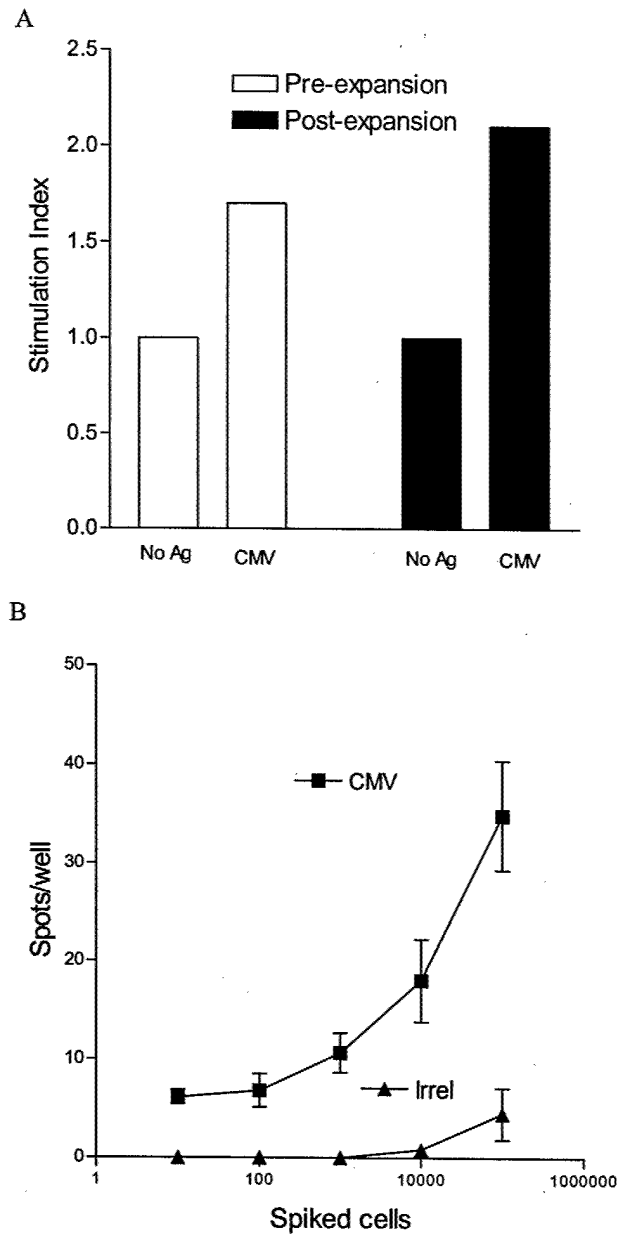 A
2.5
Pre-expansion
Post-expansion
2.0
1.5
1.0
0.5
0.0
Stimulation Index
No Ag
CMV
No Ag
CMV
B
50
40
CMV
30
20
10
Irrel
0
Spots/well
1
100
10000
1000000
Spiked cells